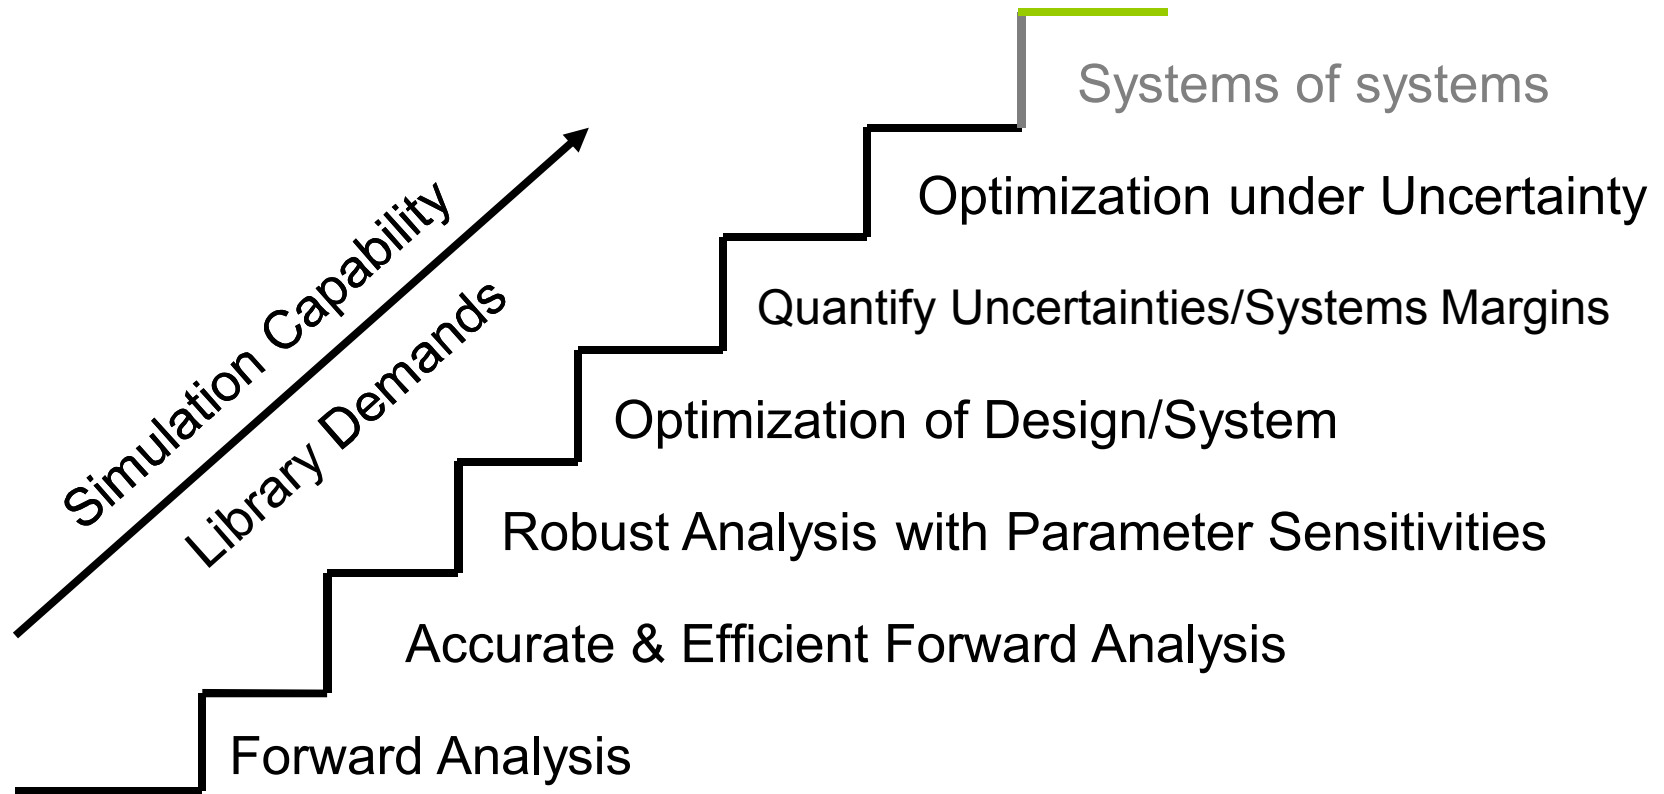 Systems of systems
Optimization under Uncertainty
Quantify Uncertainties/Systems Margins
Optimization of Design/System
Robust Analysis with Parameter Sensitivities
Accurate & Efficient Forward Analysis
Forward Analysis
Simulation Capability
Library Demands